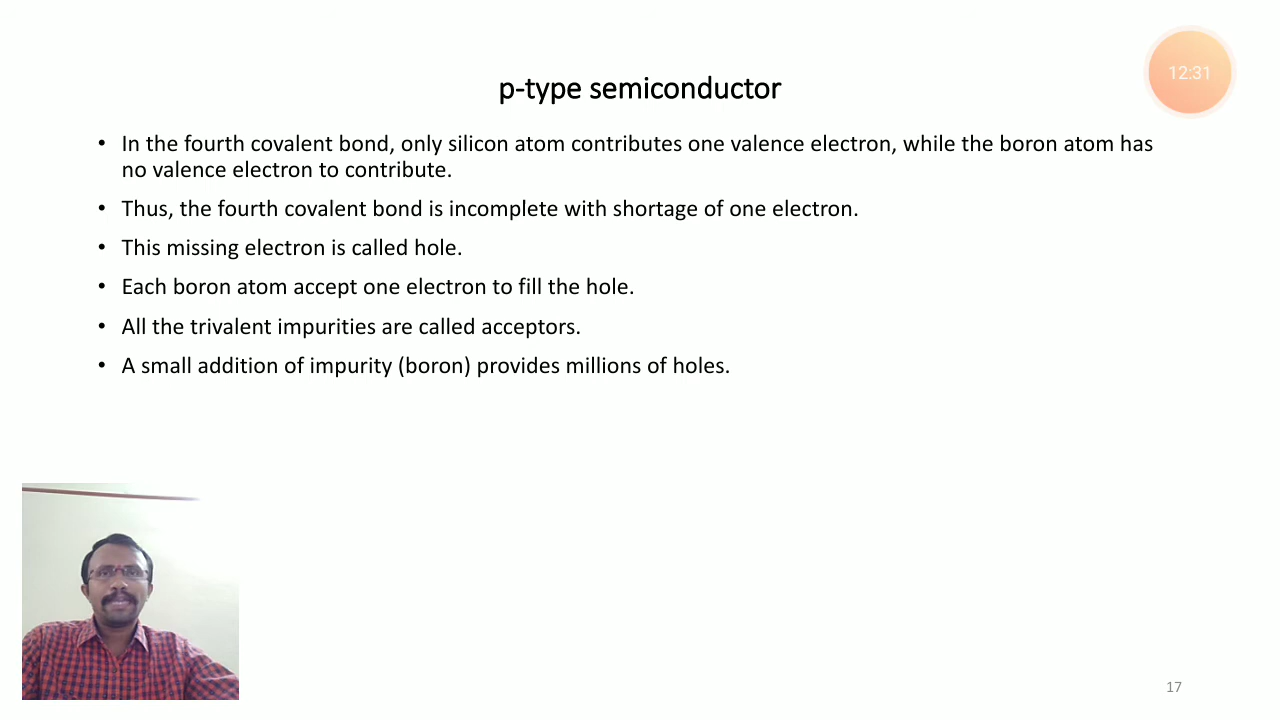 12:31
p-type semiconductor
• In the fourth covalent bond, only silicon atom contributes one valence electron, while the boron atom has
no valence electron to contribute.
• Thus, the fourth covalent bond is incomplete with shortage of one electron.
• This missing electron is called hole.
• Each boron atom accept one electron to fill the hole.
• All the trivalent impurities are called acceptors.
• A small addition of impurity (boron) provides millions of holes.
17